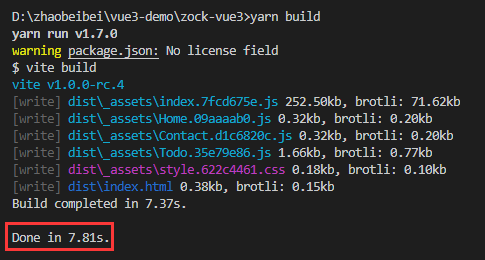 D:\zhaobeibei\vue3-demo\zock-vue3>yarn build
yarn run v1.7.0
warning package.json: No license field
$ vite build
vite v1.0.0-rc.4
[write] dist\_assets\index.7fcd675e.js 252.50kb, brotli: 71.62kb
[write] dist\_assets\Home.09aaaab0.js 0.32kb, brotli: 0.20kb
[write] dist\_assets\Contact.d1c6820c.js 0.32kb, brotli: 0.20kb
[write] dist\_assets\Todo.35e79e86.js 1.66kb, brotli: 0.77kb
[write] dist\_assets\style.622c4461.css 0.18kb, brotli: 0.10kb
[write] dist\index.html 0.38kb, brotli: 0.15kb
Build completed in 7.37s.
Done in 7.81s.